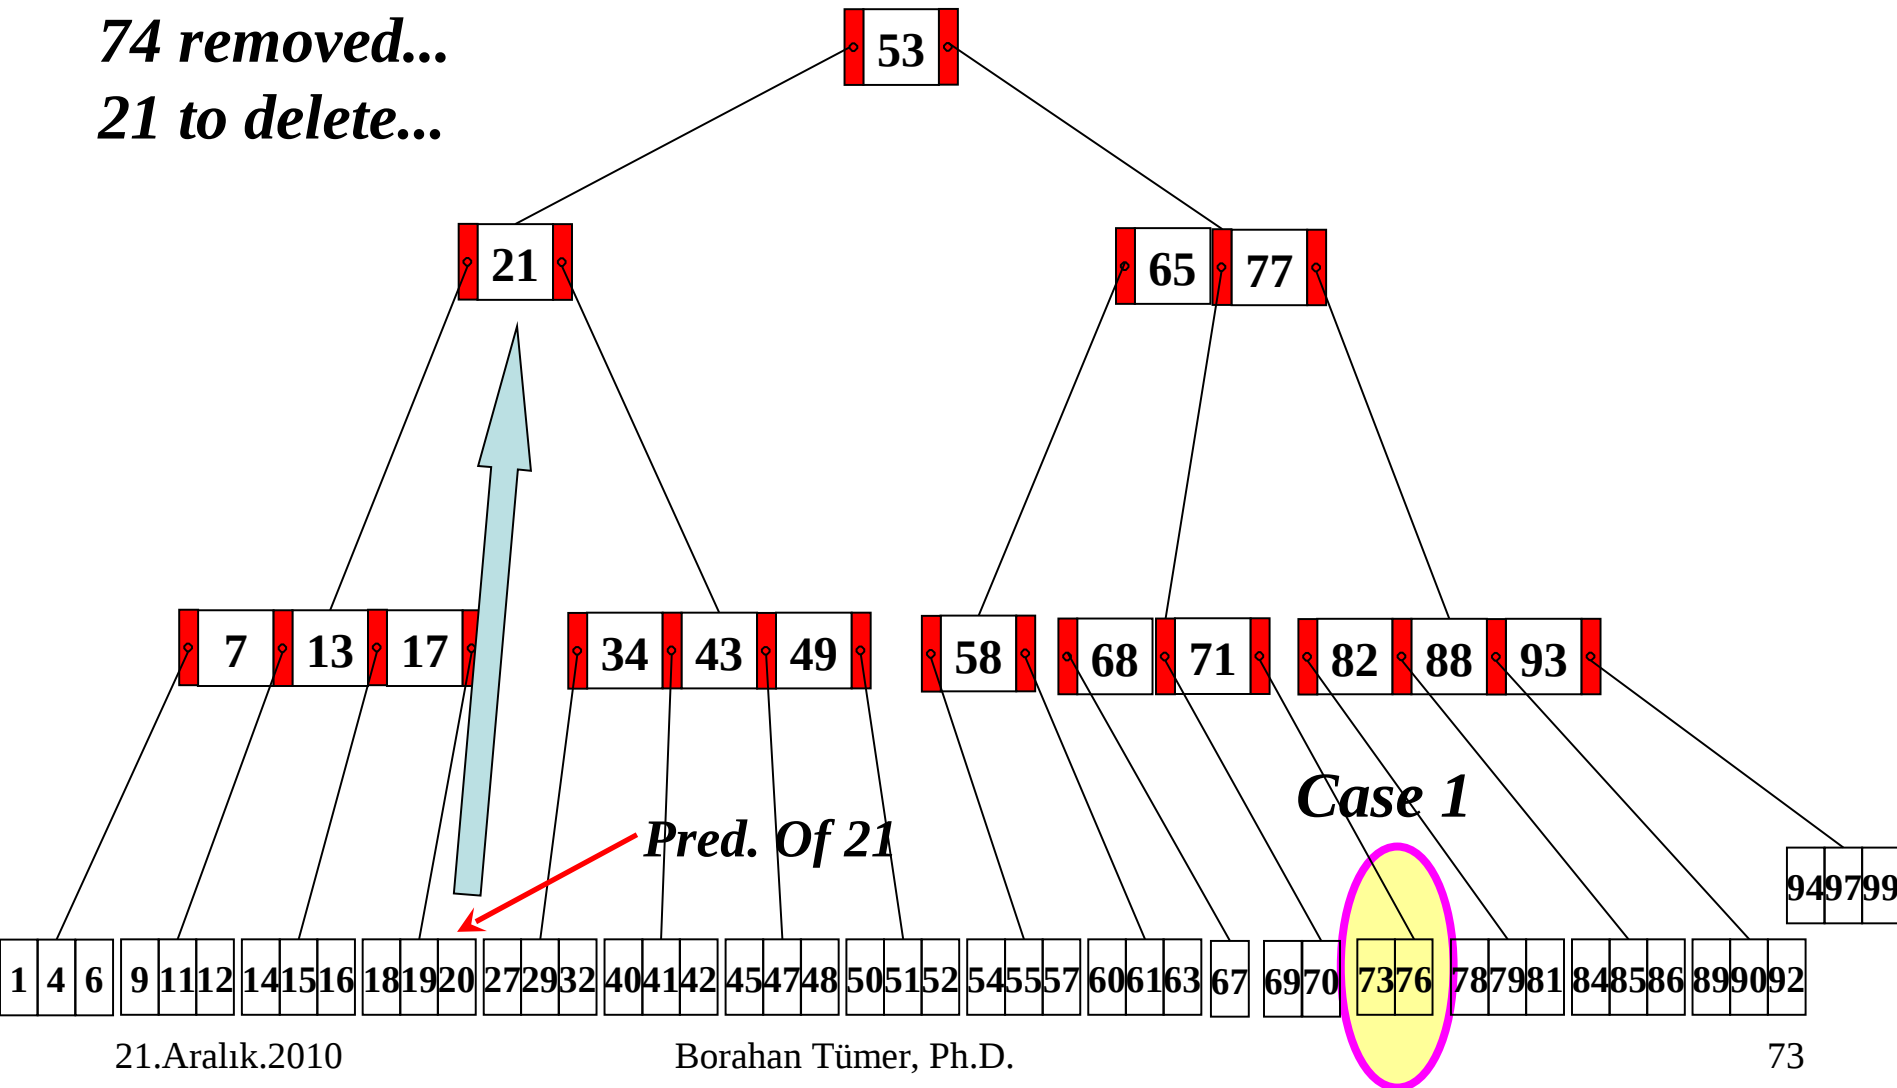 74 removed...
21 to delete...
53
21
65 77
7 13 17
34 43 49
58
68 71
82 88 93
Case 1
Pred. Of 21
94 97 99
1 4 6
9 11 12
14 15 16
18 19 20
27 29 32
40 41 42
45 47 48
50 51 52
54 55 57
60 61 63
67
69 70
73 76
78 79 81
84 85 86
89 90 92
21.Aralık.2010
Borahan Tümer, Ph.D.
73